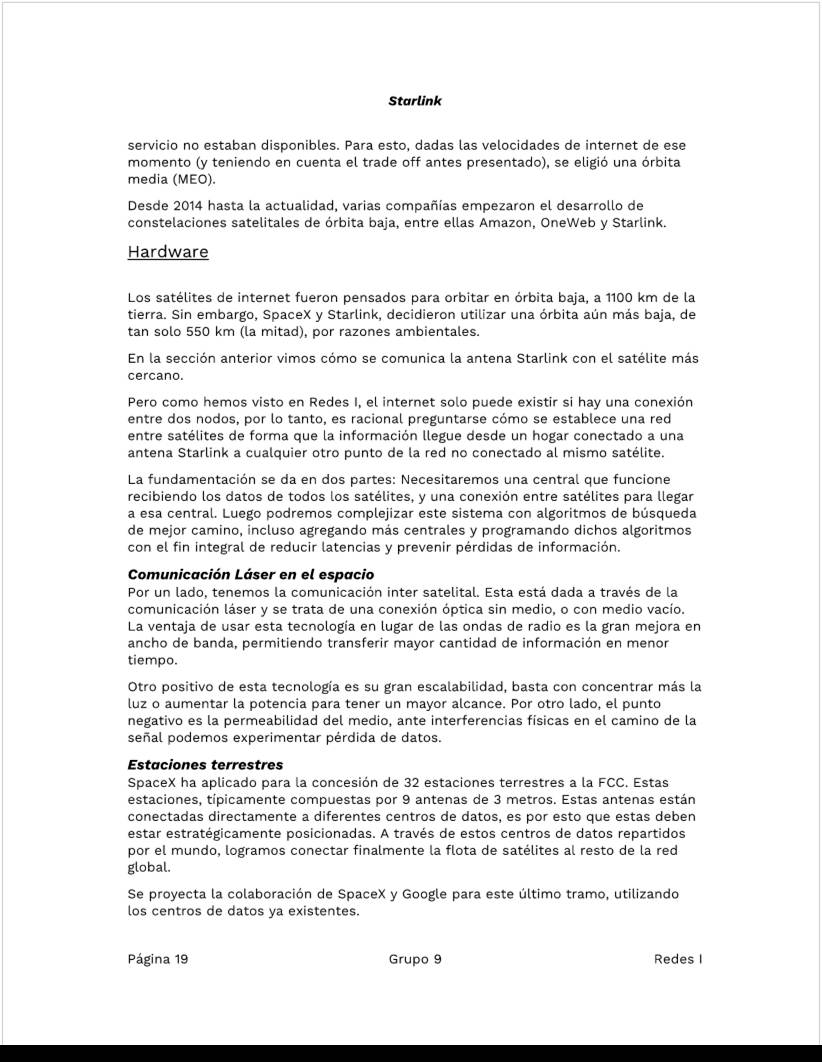 Starlink
servicio no estaban disponibles. Para esto, dadas las velocidades de internet de ese
momento (y teniendo en cuenta el trade off antes presentado), se eligió una órbita
media (MEO).
Desde 2014 hasta la actualidad, varias compañías empezaron el desarrollo de
constelaciones satelitales de órbita baja, entre ellas Amazon, OneWeb y Starlink.
Hardware
Los satélites de internet fueron pensados para orbitar en órbita baja, a 1100 km de la
tierra. Sin embargo, SpaceX y Starlink, decidieron utilizar una órbita aún más baja, de
tan solo 550 km (la mitad), por razones ambientales.
En la sección anterior vimos cómo se comunica la antena Starlink con el satélite más
cercano.
Pero como hemos visto en Redes I, el internet solo puede existir si hay una conexión
entre dos nodos, por lo tanto, es racional preguntarse cómo se establece una red
entre satélites de forma que la información llegue desde un hogar conectado a una
antena Starlink a cualquier otro punto de la red no conectado al mismo satélite.
La fundamentación se da en dos partes: Necesitaremos una central que funcione
recibiendo los datos de todos los satélites, y una conexión entre satélites para llegar
a esa central. Luego podremos complejizar este sistema con algoritmos de búsqueda
de mejor camino, incluso agregando más centrales y programando dichos algoritmos
con el fin integral de reducir latencias y prevenir pérdidas de información.
Comunicación Láser en el espacio
Por un lado, tenemos la comunicación inter satelital. Esta está dada a través de la
comunicación láser y se trata de una conexión óptica sin medio, o con medio vacío.
La ventaja de usar esta tecnología en lugar de las ondas de radio es la gran mejora en
ancho de banda, permitiendo transferir mayor cantidad de información en menor
tiempo.
Otro positivo de esta tecnología es su gran escalabilidad, basta con concentrar más la
luz o aumentar la potencia para tener un mayor alcance. Por otro lado, el punto
negativo es la permeabilidad del medio, ante interferencias físicas en el camino de la
señal podemos experimentar pérdida de datos.
Estaciones terrestres
SpaceX ha aplicado para la concesión de 32 estaciones terrestres a la FCC. Estas
estaciones, típicamente compuestas por 9 antenas de 3 metros. Estas antenas están
conectadas directamente a diferentes centros de datos, es por esto que estas deben
estar estratégicamente posicionadas. A través de estos centros de datos repartidos
por el mundo, logramos conectar finalmente la flota de satélites al resto de la red
global.
Se proyecta la colaboración de SpaceX y Google para este último tramo, utilizando
los centros de datos ya existentes.
Página 19 Grupo 9 Redes I